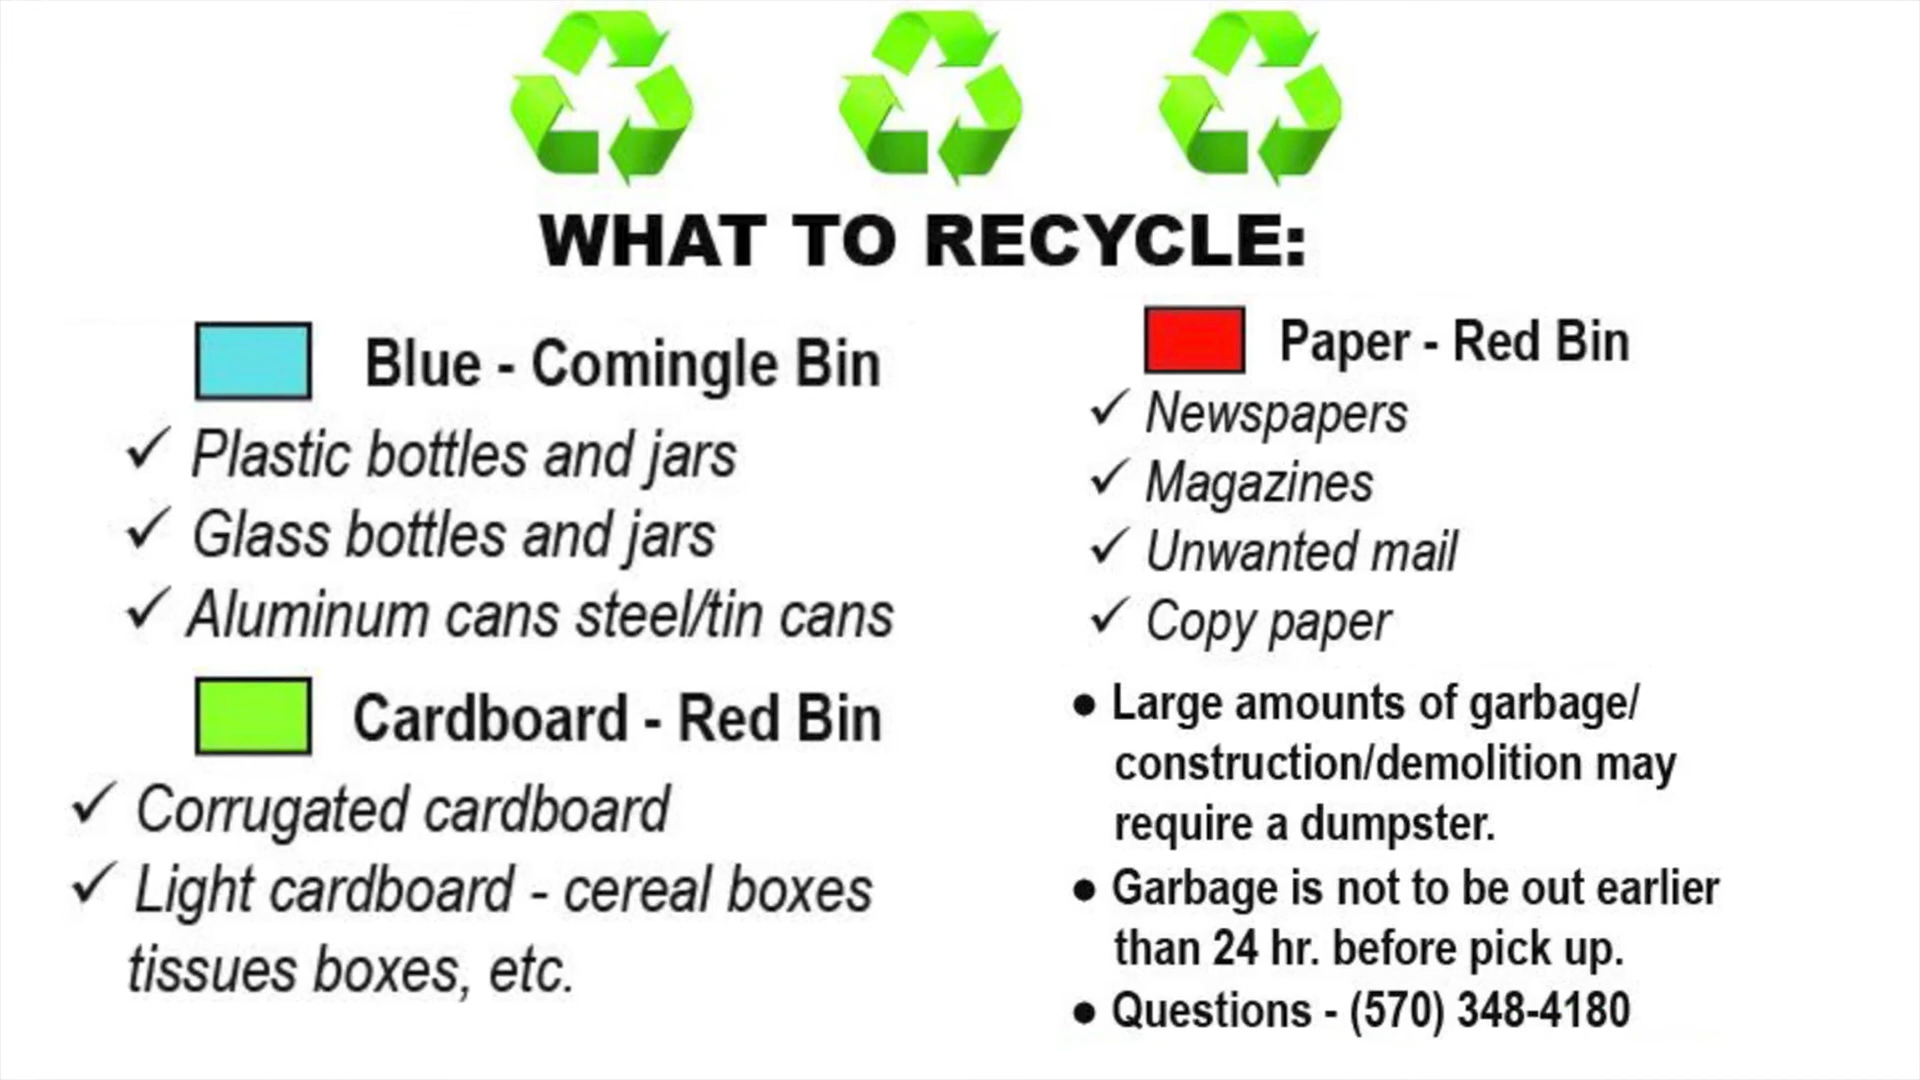 WHAT TO RECYCLE:
Blue - Comingle Bin
✓ Plastic bottles and jars
✓ Glass bottles and jars
✓ Aluminum cans steel/tin cans
Cardboard - Red Bin
✓ Corrugated cardboard
✓ Light cardboard - cereal boxes
tissues boxes, etc.
Paper - Red Bin
✓ Newspapers
✓ Magazines
✓ Unwanted mail
✓ Copy paper
● Large amounts of garbage/
construction/demolition may
require a dumpster.
● Garbage is not to be out earlier
than 24 hr. before pick up.
● Questions - (570) 348-4180